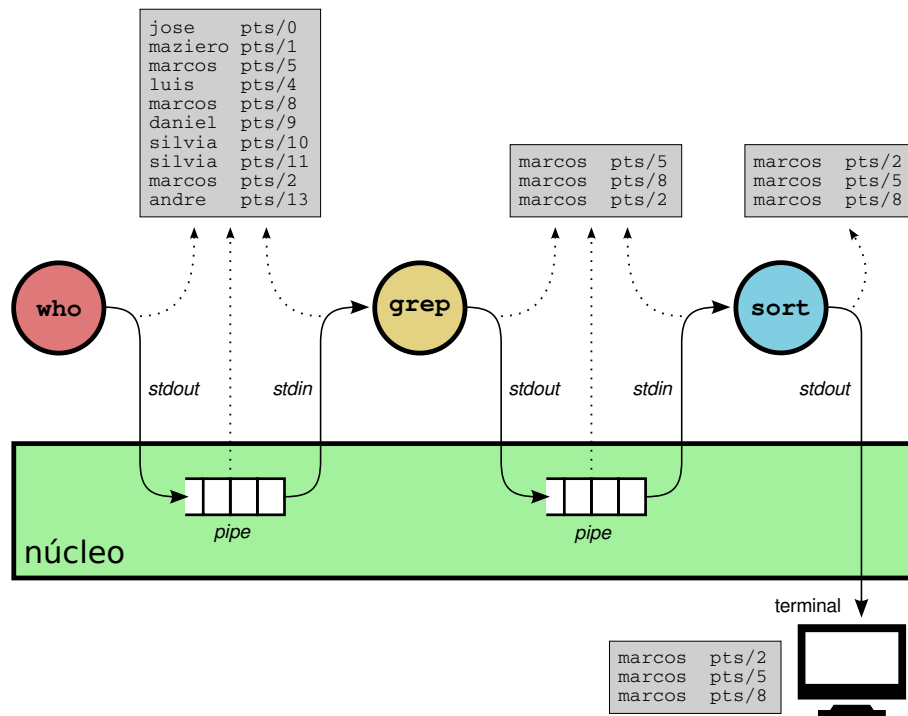 jose     pts/0
maziero  pts/1
marcos   pts/5
luis     pts/4
marcos   pts/8
daniel   pts/9
silvia   pts/10
silvia   pts/11
marcos   pts/2
andre    pts/13
marcos  pts/5
marcos  pts/8
marcos  pts/2
marcos  pts/2
marcos  pts/5
marcos  pts/8
who
grep
sort
stdout
stdin
stdout
stdin
stdout
pipe
pipe
núcleo
terminal
marcos  pts/2
marcos  pts/5
marcos  pts/8